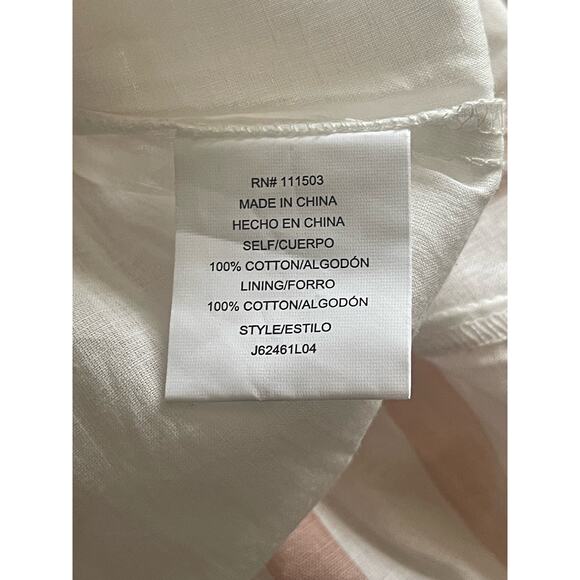 RN# 111503
MADE IN CHINA
HECHO EN CHINA
SELF/CUERPO
100% COTTON/ALGODÓN
LINING/FORRO
100% COTTON/ALGODÓN
STYLE/ESTILO
J62461L04